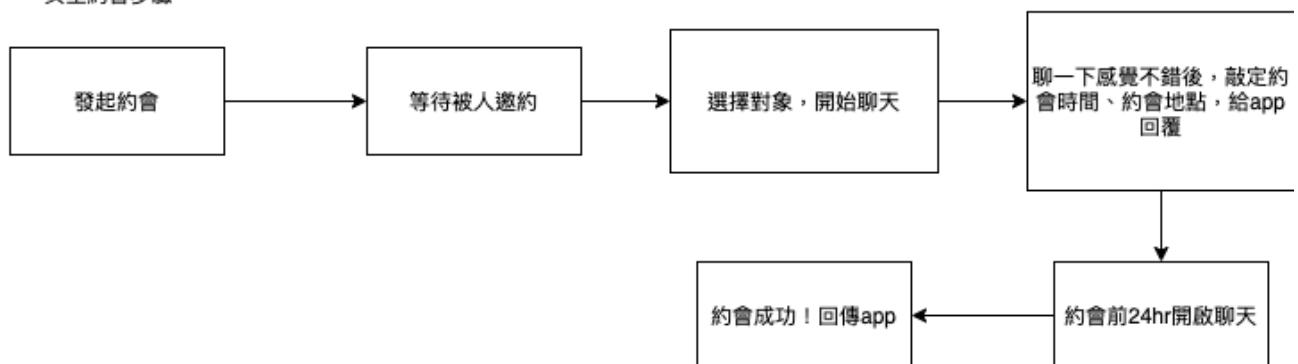 發起約會
等待被人邀約
選擇對象，開始聊天
聊一下感覺不錯後，敲定約
會時間、約會地點，給app
回覆
約會前24hr開啟聊天
約會成功！回傳app